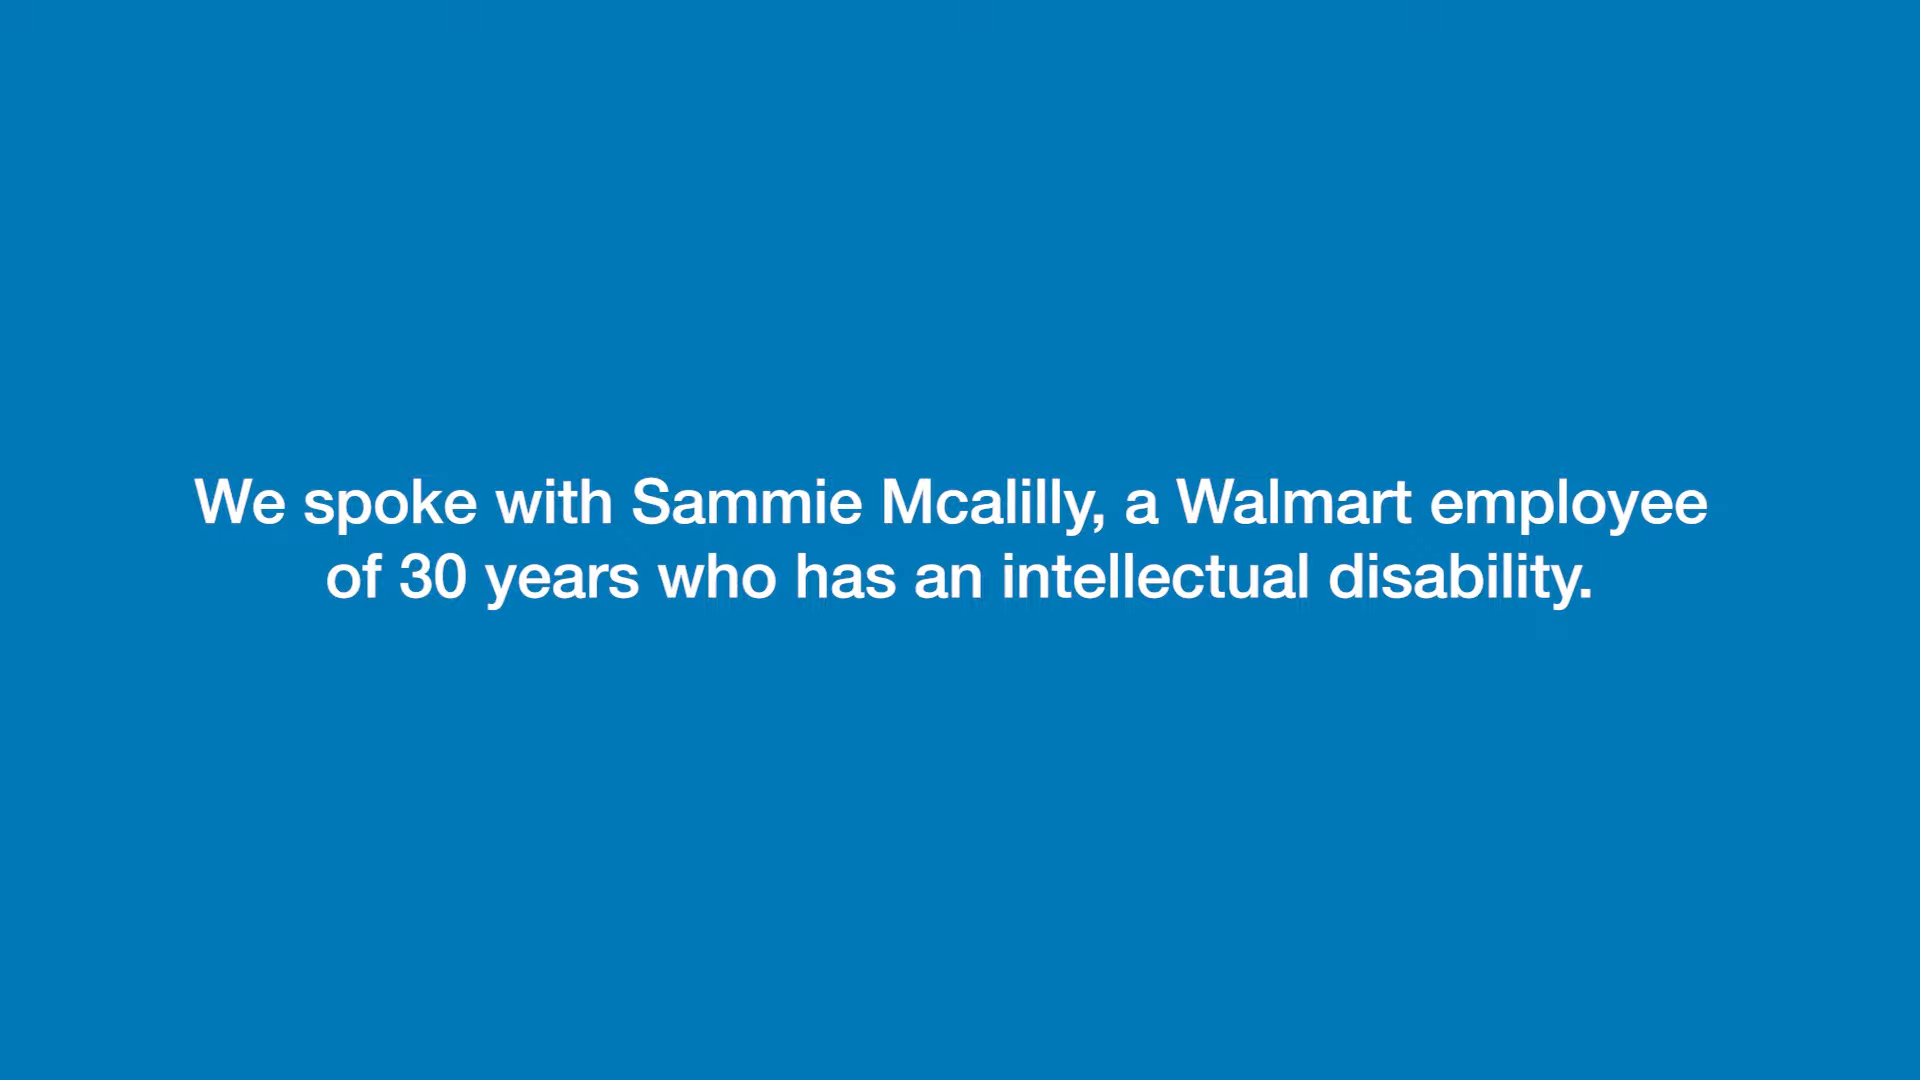 We spoke with Sammie Mcalilly, a Walmart employee
of 30 years who has an intellectual disability.